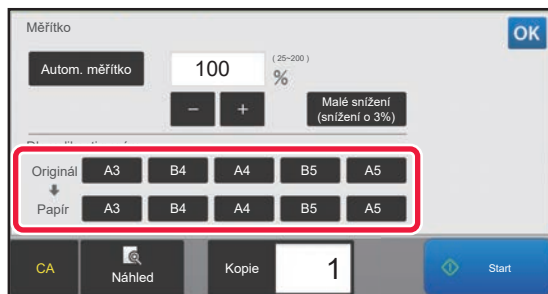 Měřítko
OK
Autom. měřítko
100
(25~200)
%
−
+
Malé snížení
(snížení o 3%)
Originál A3 B4 A4 B5 A5
Papír A3 B4 A4 B5 A5
CA
Náhled
Kopie
1
Start